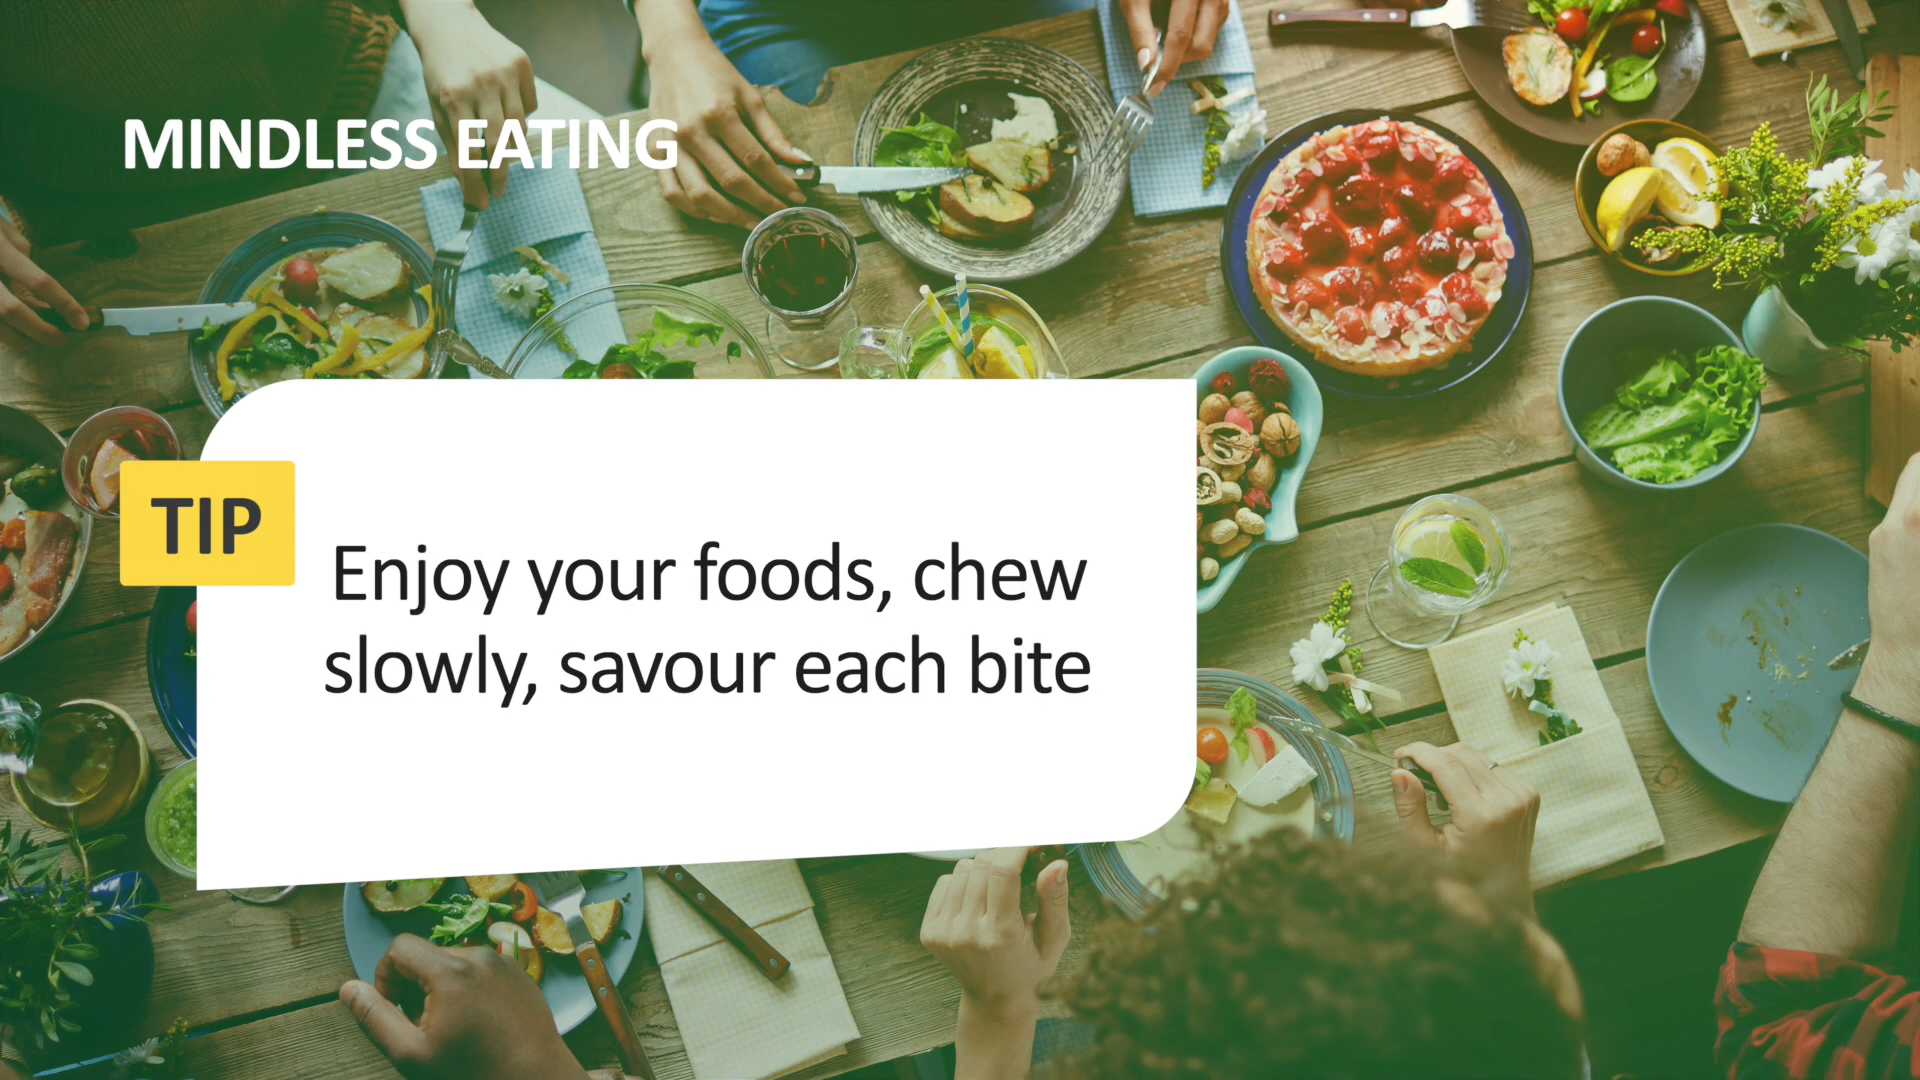 MINDLESS EATING
TIP
Enjoy your foods, chew
slowly, savour each bite